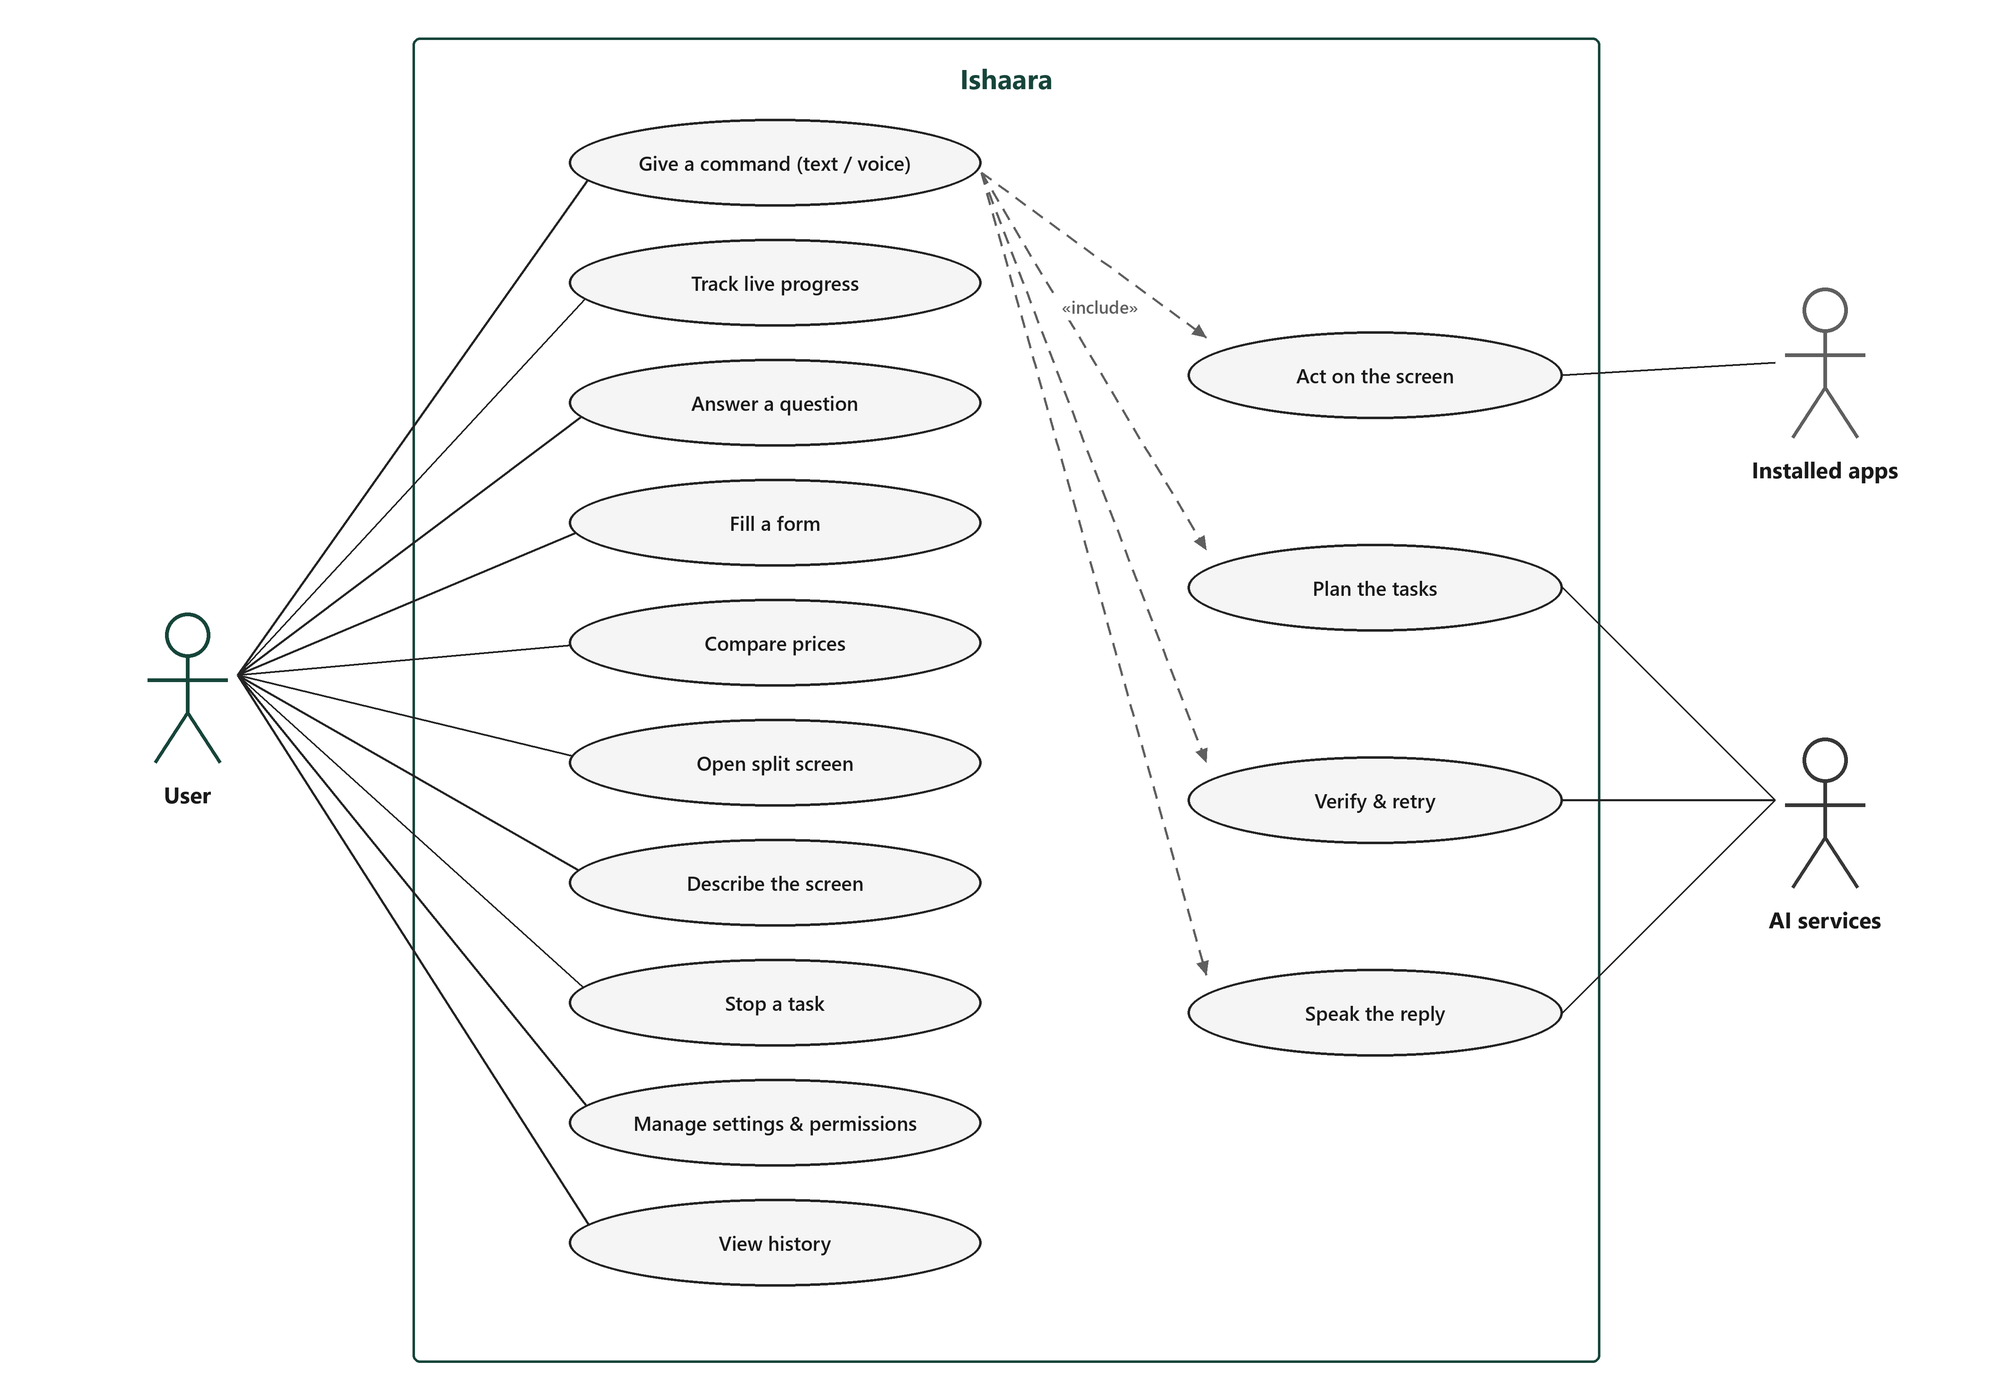 Ishaara
Give a command (text / voice)
Track live progress
«include»
Answer a question
Act on the screen
Installed apps
Fill a form
Plan the tasks
Compare prices
User
Open split screen
Verify & retry
Describe the screen
AI services
Stop a task
Speak the reply
Manage settings & permissions
View history